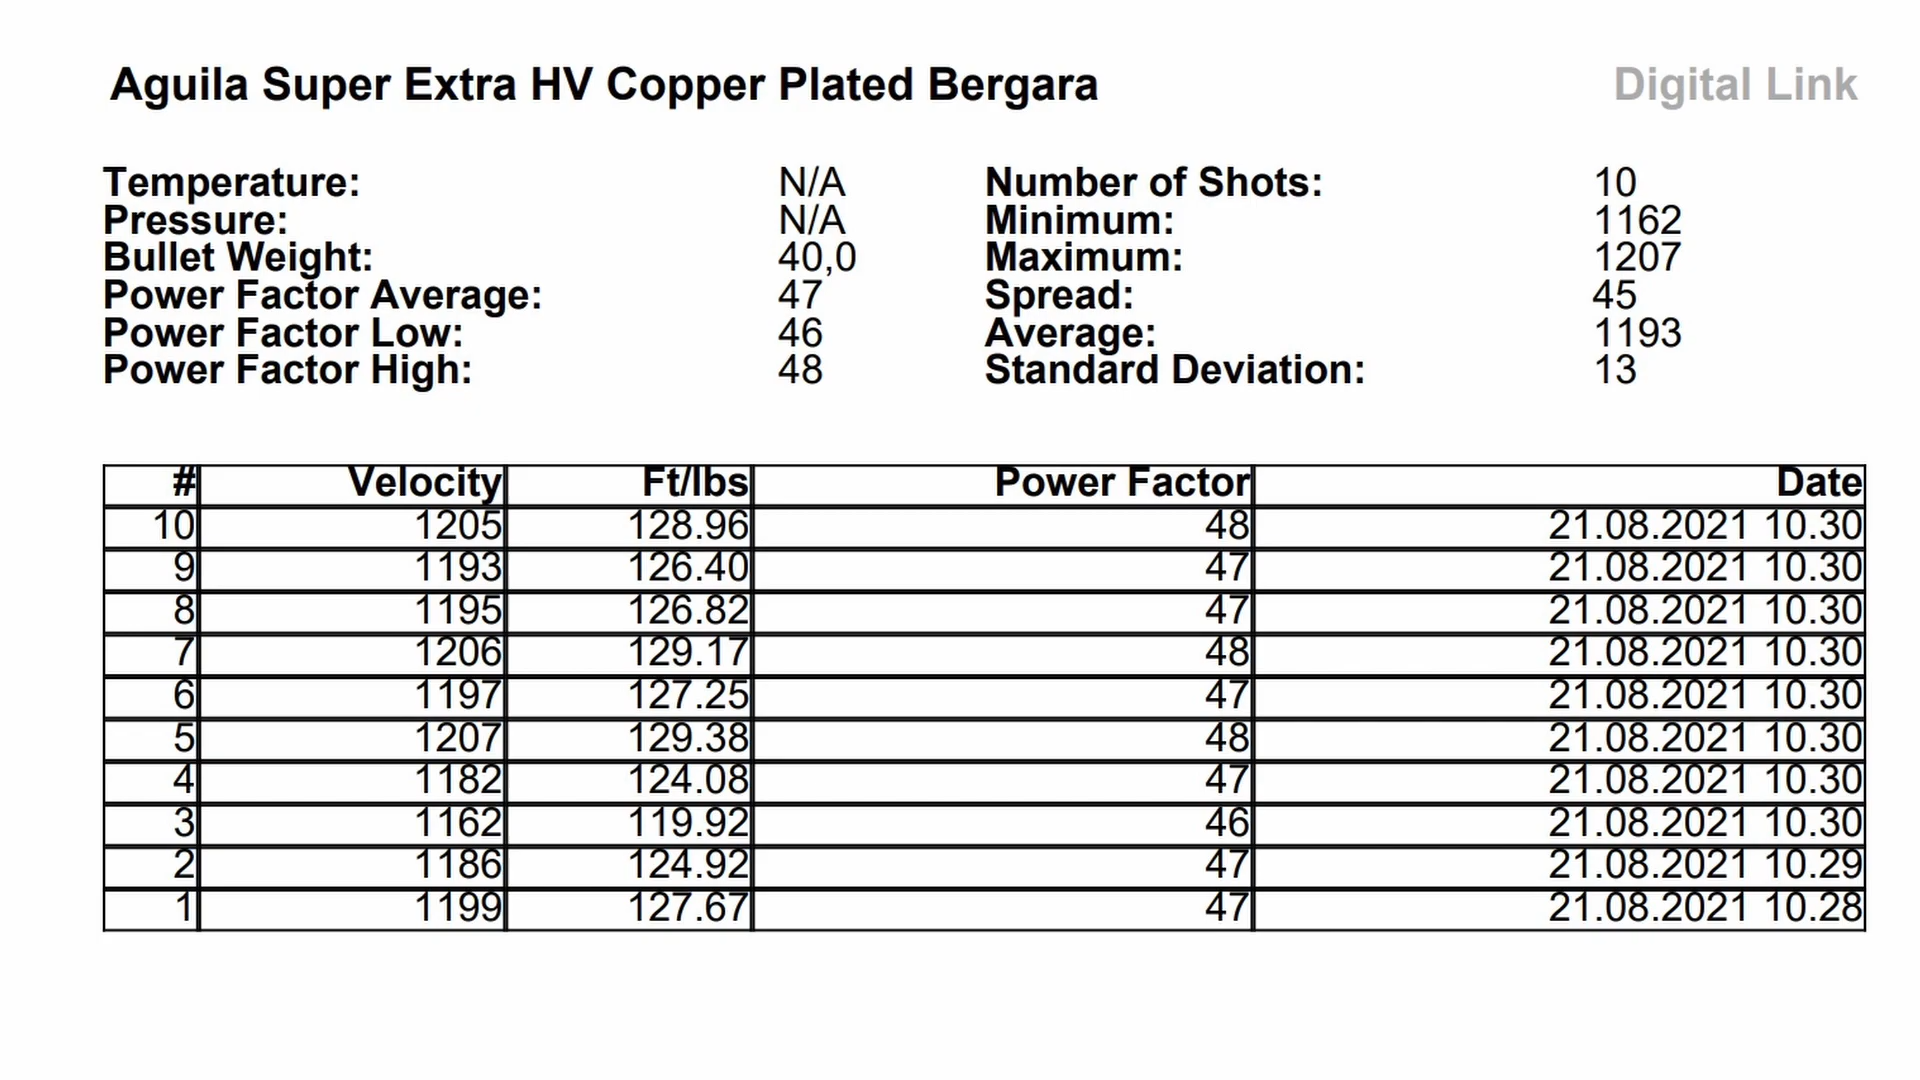 Aguila Super Extra HV Copper Plated Bergara Digital Link
Temperature: N/A Number of Shots: 10
Pressure: N/A Minimum: 1162
Bullet Weight: 40,0 Maximum: 1207
Power Factor Average: 47 Spread: 45
Power Factor Low: 46 Average: 1193
Power Factor High: 48 Standard Deviation: 13
# Velocity Ft/lbs Power Factor Date
10 1205 128.96 48 21.08.2021 10.30
9 1193 126.40 47 21.08.2021 10.30
8 1195 126.82 47 21.08.2021 10.30
7 1206 129.17 48 21.08.2021 10.30
6 1197 127.25 47 21.08.2021 10.30
5 1207 129.38 48 21.08.2021 10.30
4 1182 124.08 47 21.08.2021 10.30
3 1162 119.92 46 21.08.2021 10.30
2 1186 124.92 47 21.08.2021 10.29
1 1199 127.67 47 21.08.2021 10.28